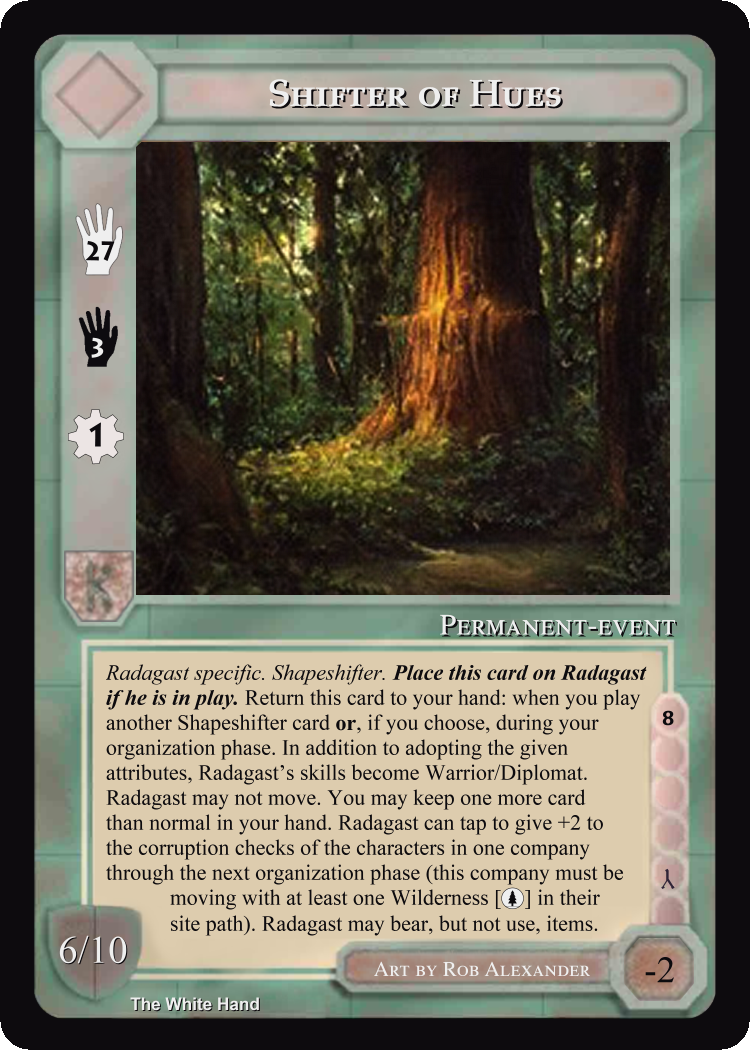 Shifter of Hues
27
3
1
K
Permanent-event
Radagast specific. Shapeshifter. Place this card on Radagast
if he is in play. Return this card to your hand: when you play
another Shapeshifter card or, if you choose, during your
organization phase. In addition to adopting the given
attributes, Radagast's skills become Warrior/Diplomat.
Radagast may not move. You may keep one more card
than normal in your hand. Radagast can tap to give +2 to
the corruption checks of the characters in one company
through the next organization phase (this company must be
moving with at least one Wilderness [ ] in their
site path). Radagast may bear, but not use, items.
8
6/10
Art by Rob Alexander
-2
The White Hand